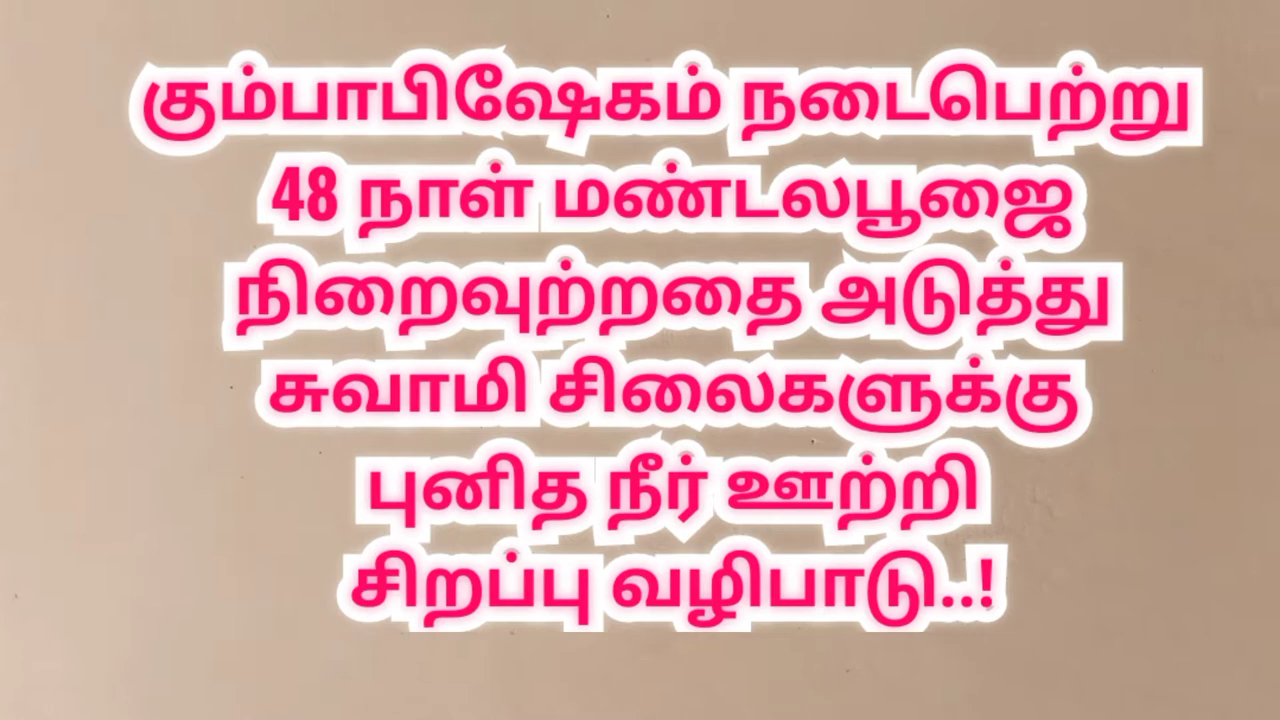 கும்பாபிஷேகம் நடைபெற்று
48 நாள் மண்டலபூஜை
நிறைவுற்றதை அடுத்து
சுவாமி சிலைகளுக்கு
புனித நீர் ஊற்றி
சிறப்பு வழிபாடு..!